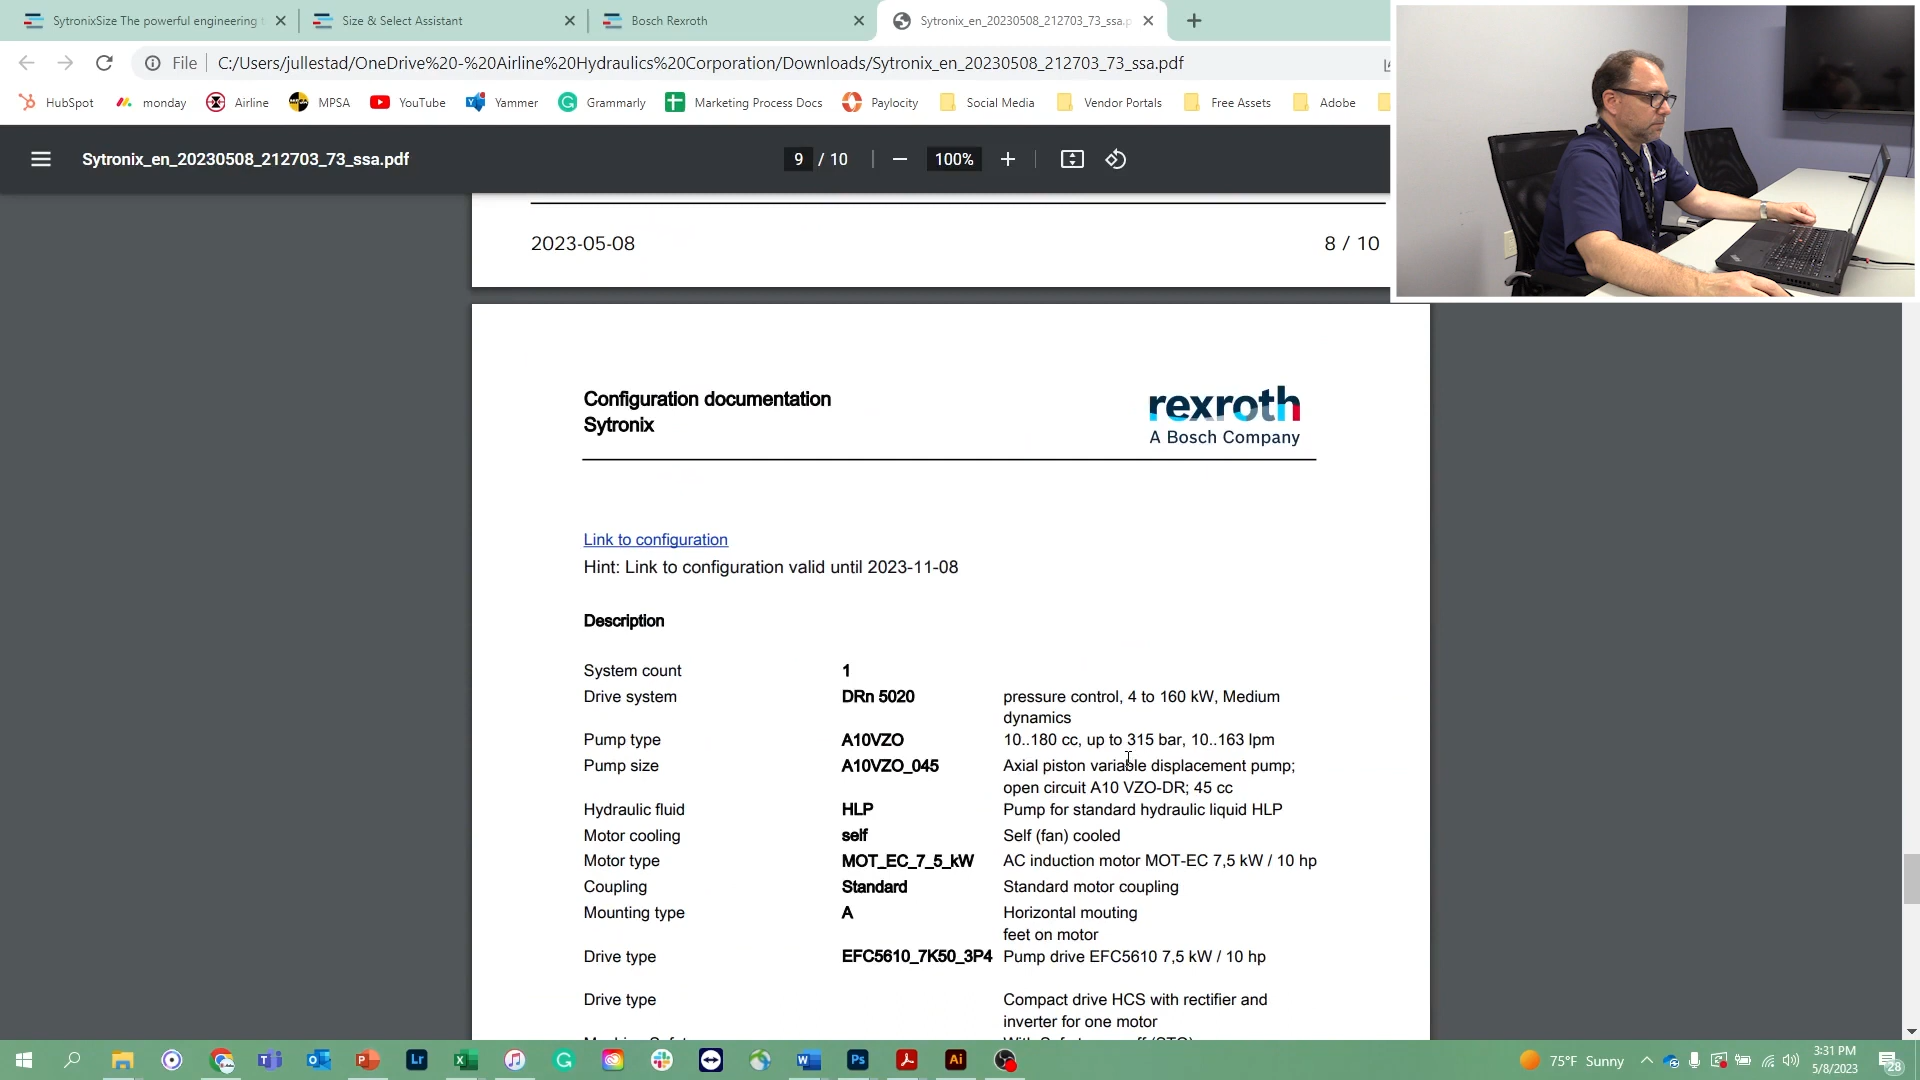 SytronixSize The powerful engineering
Size & Select Assistant
Bosch Rexroth
Sytronix_en_20230508_212703_73_ssa.p
File
C:/Users/jullestad/OneDrive%20-%20Airline%20Hydraulics%20Corporation/Downloads/Sytronix_en_20230508_212703_73_ssa.pdf
HubSpot
monday
Airline
MPSA
YouTube
Yammer
Grammarly
Marketing Process Docs
Paylocity
Social Media
Vendor Portals
Free Assets
Adobe
Sytronix_en_20230508_212703_73_ssa.pdf
9 / 10
100%
2023-05-08
8 / 10
Configuration documentation
Sytronix
rexroth
A Bosch Company
Link to configuration
Hint: Link to configuration valid until 2023-11-08
Description
System count 1
Drive system DRn 5020 pressure control, 4 to 160 kW, Medium
dynamics
Pump type A10VZO 10..180 cc, up to 315 bar, 10..163 lpm
Pump size A10VZO_045 Axial piston variable displacement pump;
open circuit A10 VZO-DR; 45 cc
Hydraulic fluid HLP Pump for standard hydraulic liquid HLP
Motor cooling self Self (fan) cooled
Motor type MOT_EC_7_5_kW AC induction motor MOT-EC 7,5 kW / 10 hp
Coupling Standard Standard motor coupling
Mounting type A Horizontal mouting
feet on motor
Drive type EFC5610_7K50_3P4 Pump drive EFC5610 7,5 kW / 10 hp
Drive type Compact drive HCS with rectifier and
inverter for one motor
75°F Sunny
3:31 PM
5/8/2023
28
Lr
Ps
Ai